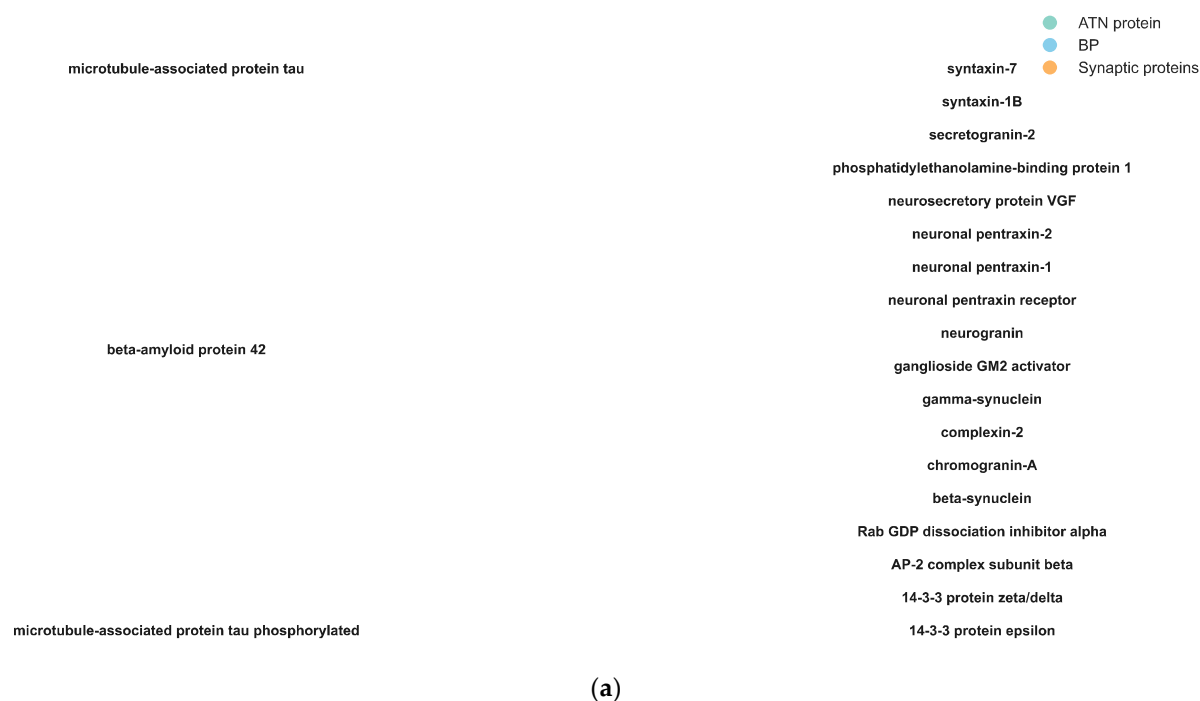 ATN protein
BP
Synaptic proteins
microtubule-associated protein tau
syntaxin-7
syntaxin-1B
secretogranin-2
phosphatidylethanolamine-binding protein 1
neurosecretory protein VGF
neuronal pentraxin-2
neuronal pentraxin-1
neuronal pentraxin receptor
neurogranin
beta-amyloid protein 42
ganglioside GM2 activator
gamma-synuclein
complexin-2
chromogranin-A
beta-synuclein
Rab GDP dissociation inhibitor alpha
AP-2 complex subunit beta
14-3-3 protein zeta/delta
microtubule-associated protein tau phosphorylated
14-3-3 protein epsilon
(a)